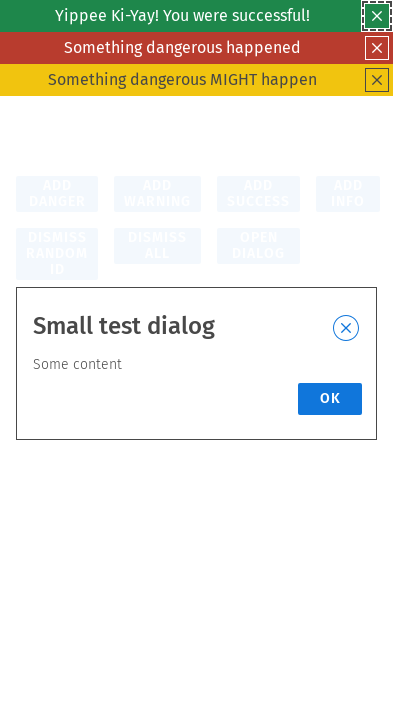 Yippee Ki-Yay! You were successful!
Something dangerous happened
Something dangerous MIGHT happen
ADD ADD ADD ADD
DANGER WARNING SUCCESS INFO
DISMISS DISMISS OPEN
RANDOM ALL DIALOG
ID
Small test dialog
Some content
OK